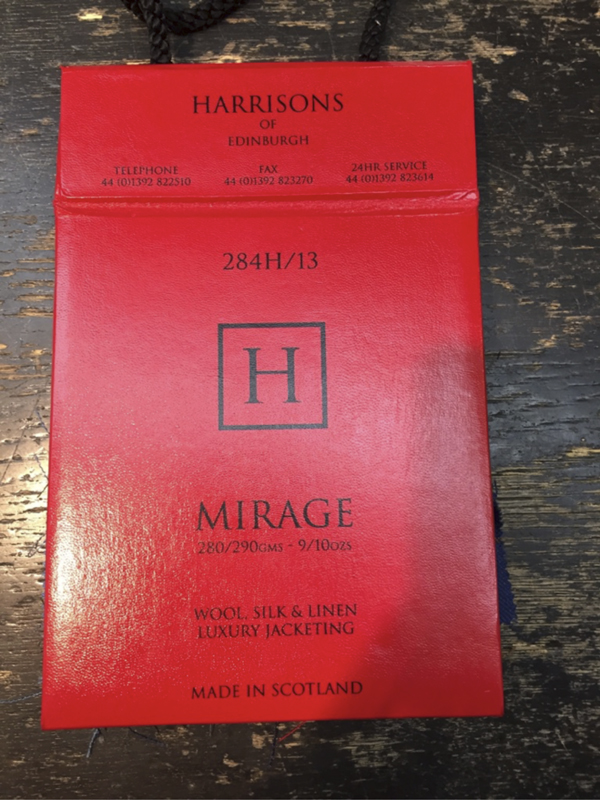 HARRISONS
OF
EDINBURGH
TELEPHONE FAX 24HR SERVICE
44 (0)1392 822510 44 (0)1392 823270 44 (0)1392 823614
284H/13
H
MIRAGE
280/290GMS - 9/10OZS
WOOL, SILK & LINEN
LUXURY JACKETING
MADE IN SCOTLAND